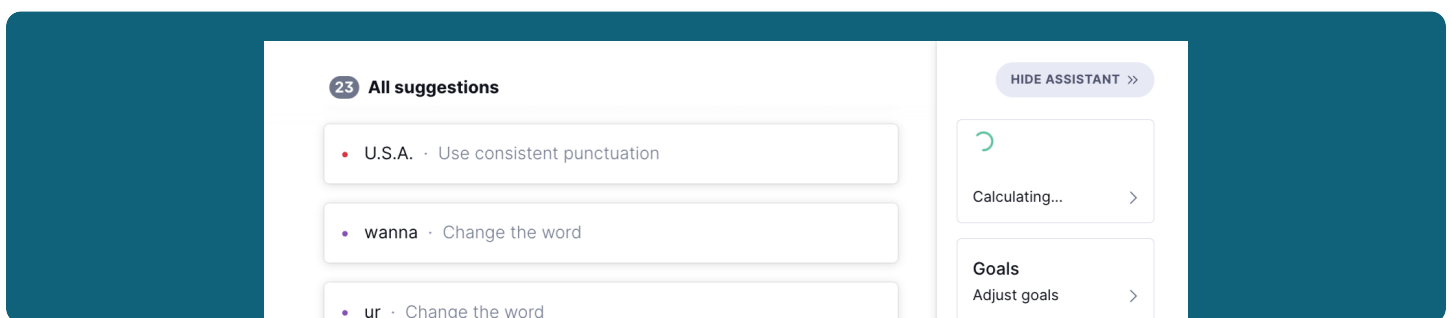 23 All suggestions
HIDE ASSISTANT
U.S.A. · Use consistent punctuation
Calculating...
wanna · Change the word
Goals
Adjust goals
ur · Change the word